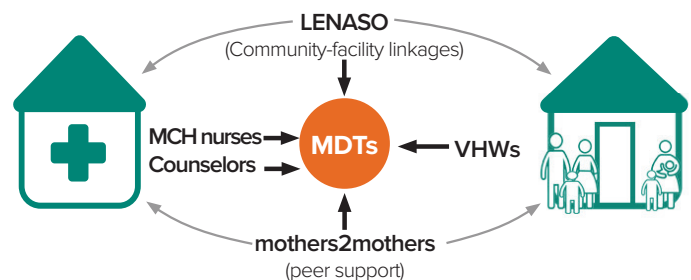 LENASO
(Community-facility linkages)
MCH nurses
Counselors
MDTs
VHWs
mothers2mothers
(peer support)